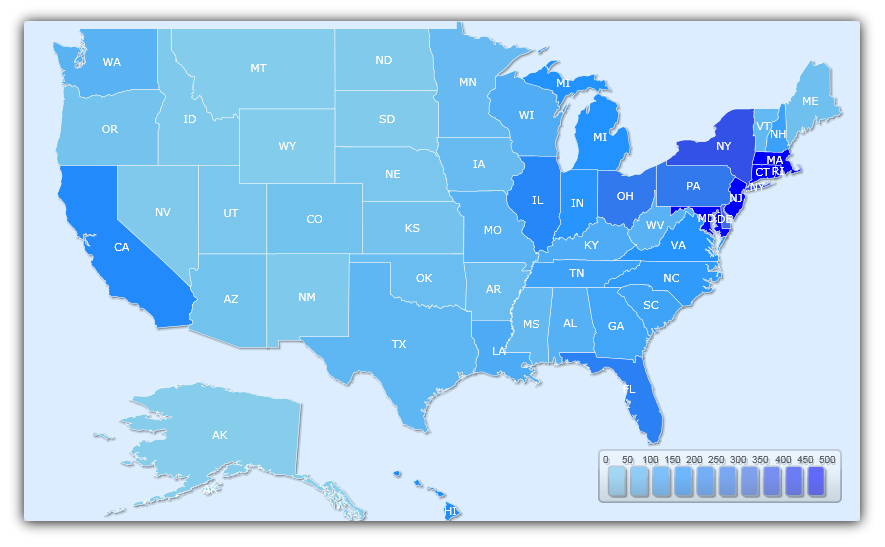 WA
MT
ND
MN
MI
ME
OR
ID
WY
SD
WI
MI
VT
NH
NY
MA
CT
RI
NY
NV
UT
CO
NE
IA
IL
IN
OH
PA
NJ
CA
KS
MO
KY
WV
MD
DE
VA
AZ
NM
OK
AR
TN
NC
TX
LA
MS
AL
GA
SC
FL
AK
AK
HI
0 50 100 150 200 250 300 350 400 450 500